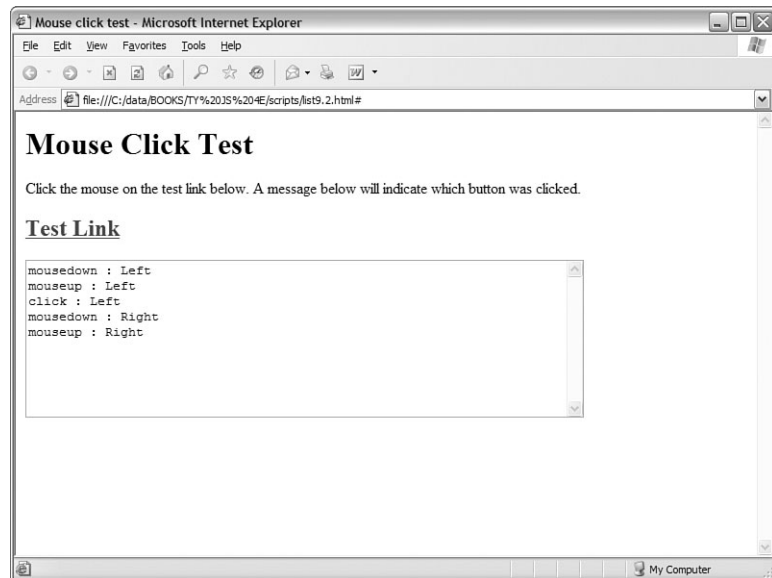 Mouse click test - Microsoft Internet Explorer
File Edit View Favorites Tools Help
Address file:///C:/data/BOOKS/TY%20JS%204E/scripts/list9.2.html#
Mouse Click Test
Click the mouse on the test link below. A message below will indicate which button was clicked.
Test Link
mousedown : Left
mouseup : Left
click : Left
mousedown : Right
mouseup : Right
My Computer